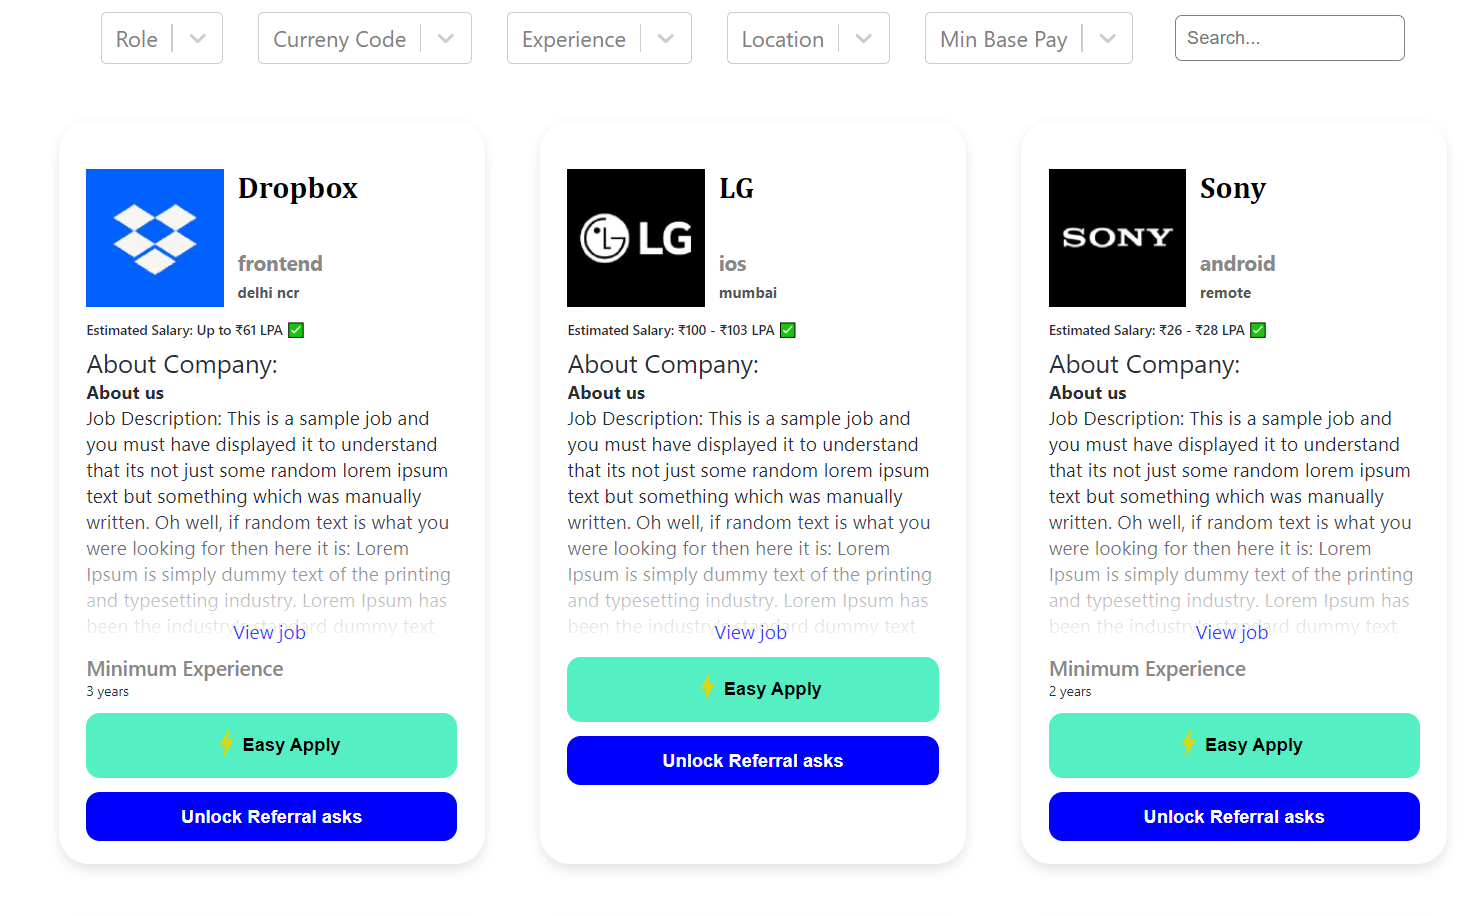 Role
Curreny Code
Experience
Location
Min Base Pay
Search...
Dropbox
frontend
delhi ncr
Estimated Salary: Up to ₹61 LPA ✅
About Company:
About us
Job Description: This is a sample job and
you must have displayed it to understand
that its not just some random lorem ipsum
text but something which was manually
written. Oh well, if random text is what you
were looking for then here it is: Lorem
Ipsum is simply dummy text of the printing
and typesetting industry. Lorem Ipsum has
been the industry's standard dummy text
View job
Minimum Experience
3 years
⚡ Easy Apply
Unlock Referral asks
LG
LG
ios
mumbai
Estimated Salary: ₹100 - ₹103 LPA ✅
About Company:
About us
Job Description: This is a sample job and
you must have displayed it to understand
that its not just some random lorem ipsum
text but something which was manually
written. Oh well, if random text is what you
were looking for then here it is: Lorem
Ipsum is simply dummy text of the printing
and typesetting industry. Lorem Ipsum has
been the industry's standard dummy text
View job
⚡ Easy Apply
Unlock Referral asks
SONY
Sony
android
remote
Estimated Salary: ₹26 - ₹28 LPA ✅
About Company:
About us
Job Description: This is a sample job and
you must have displayed it to understand
that its not just some random lorem ipsum
text but something which was manually
written. Oh well, if random text is what you
were looking for then here it is: Lorem
Ipsum is simply dummy text of the printing
and typesetting industry. Lorem Ipsum has
been the industry's standard dummy text
View job
Minimum Experience
2 years
⚡ Easy Apply
Unlock Referral asks